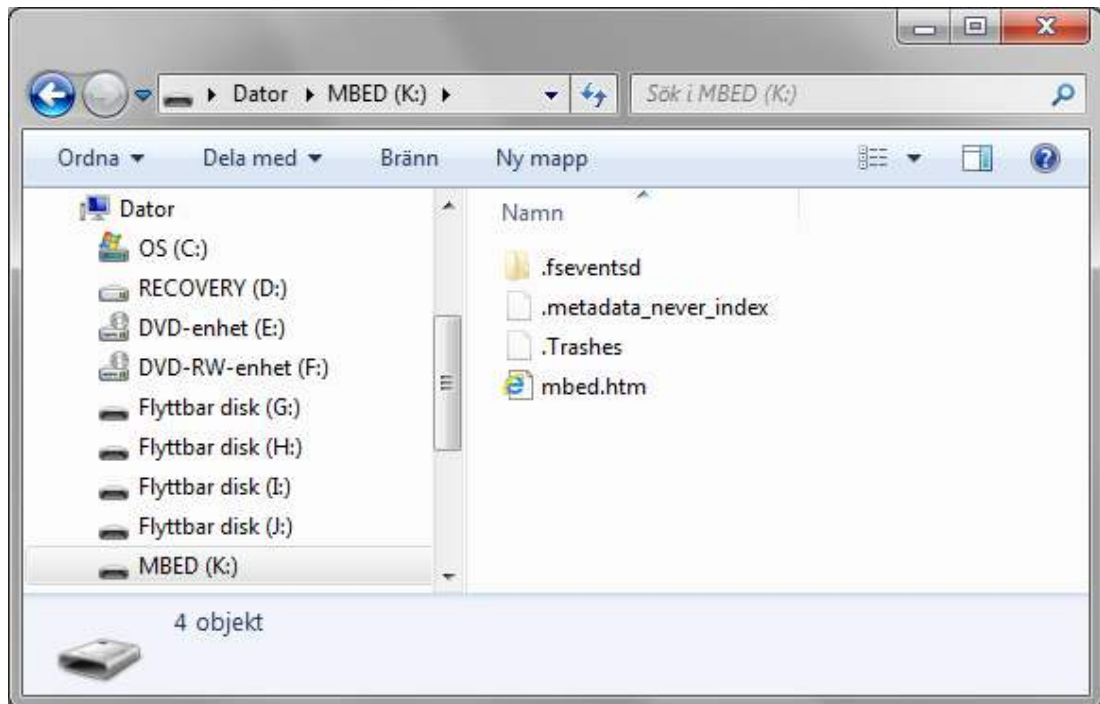 Dator MBED (K:) Sök i MBED (K:)
Ordna Dela med Bränn Ny mapp
Dator
OS (C:)
RECOVERY (D:)
DVD-enhet (E:)
DVD-RW-enhet (F:)
Flyttbar disk (G:)
Flyttbar disk (H:)
Flyttbar disk (I:)
Flyttbar disk (J:)
MBED (K:)
Namn
.fseventsd
.metadata_never_index
.Trashes
mbed.htm
4 objekt